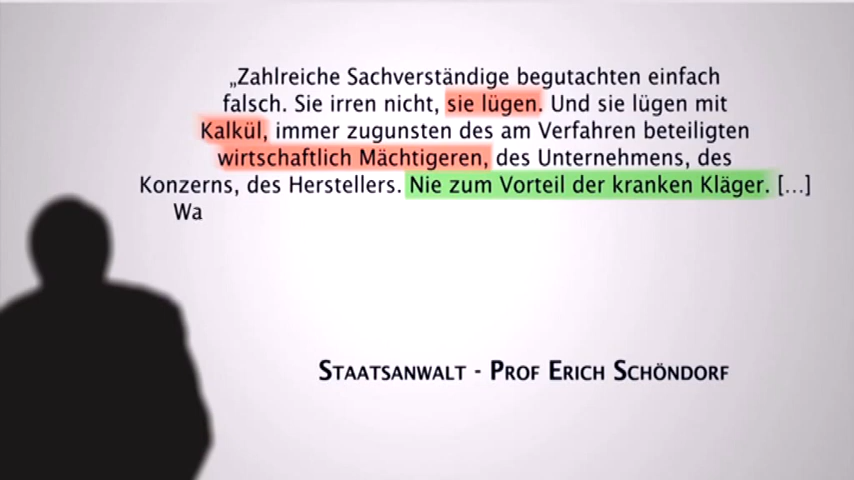 „Zahlreiche Sachverständige begutachten einfach
falsch. Sie irren nicht, sie lügen. Und sie lügen mit
Kalkül, immer zugunsten des am Verfahren beteiligten
wirtschaftlich Mächtigeren, des Unternehmens, des
Konzerns, des Herstellers. Nie zum Vorteil der kranken Kläger. [...]
Wa
STAATSANWALT - PROF ERICH SCHÖNDORF